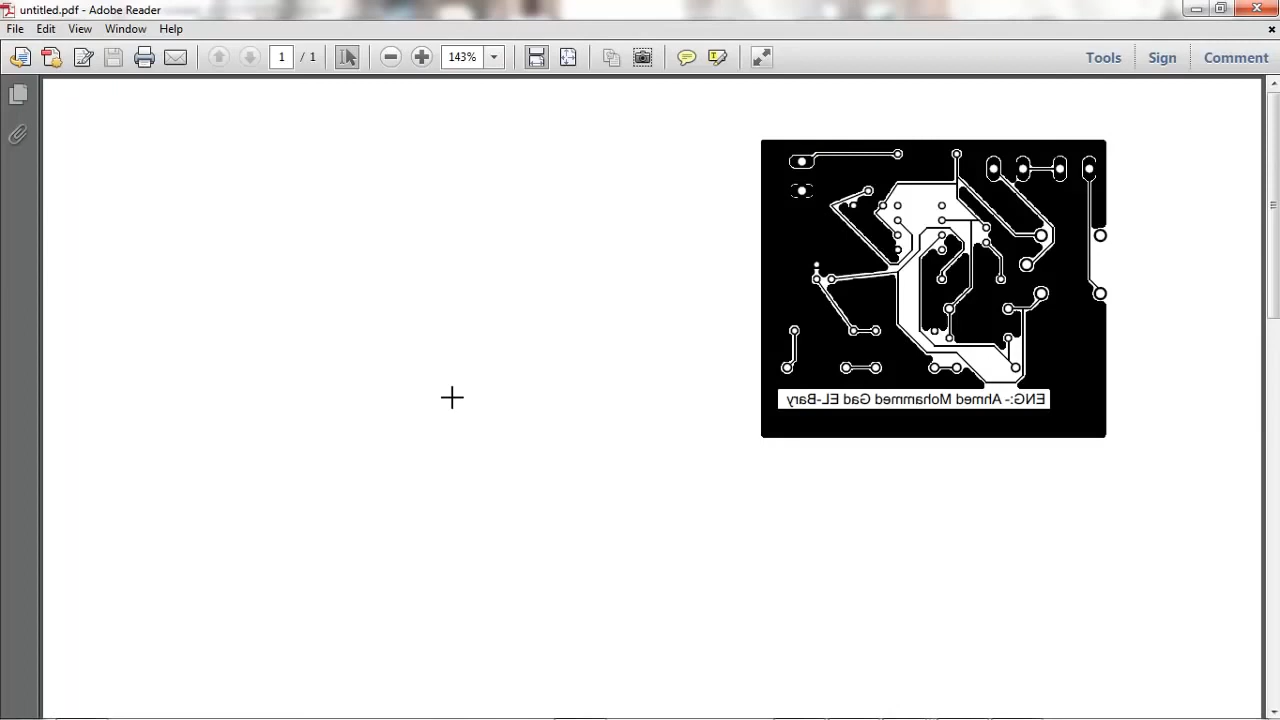 untitled.pdf - Adobe Reader
File Edit View Window Help
1 / 1 143% Tools Sign Comment
ENG:- Ahmed Mohammed Gad EL-Bary